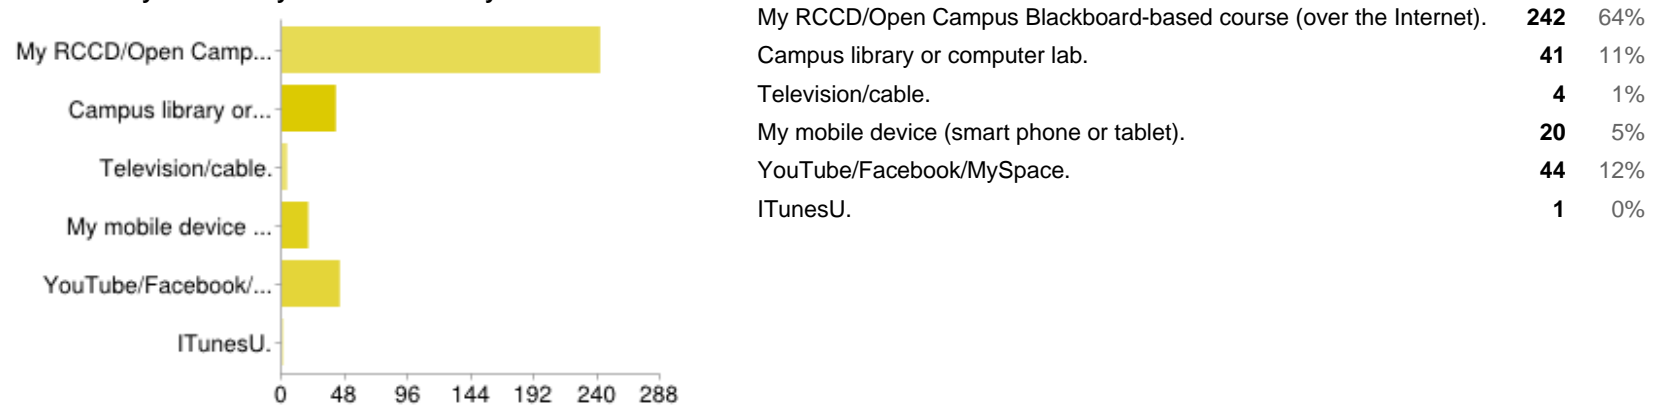 My RCCD/Open Camp...
Campus library or...
Television/cable.
My mobile device ...
YouTube/Facebook/...
ITunesU.
0 48 96 144 192 240 288
My RCCD/Open Campus Blackboard-based course (over the Internet). 242 64%
Campus library or computer lab. 41 11%
Television/cable. 4 1%
My mobile device (smart phone or tablet). 20 5%
YouTube/Facebook/MySpace. 44 12%
ITunesU. 1 0%